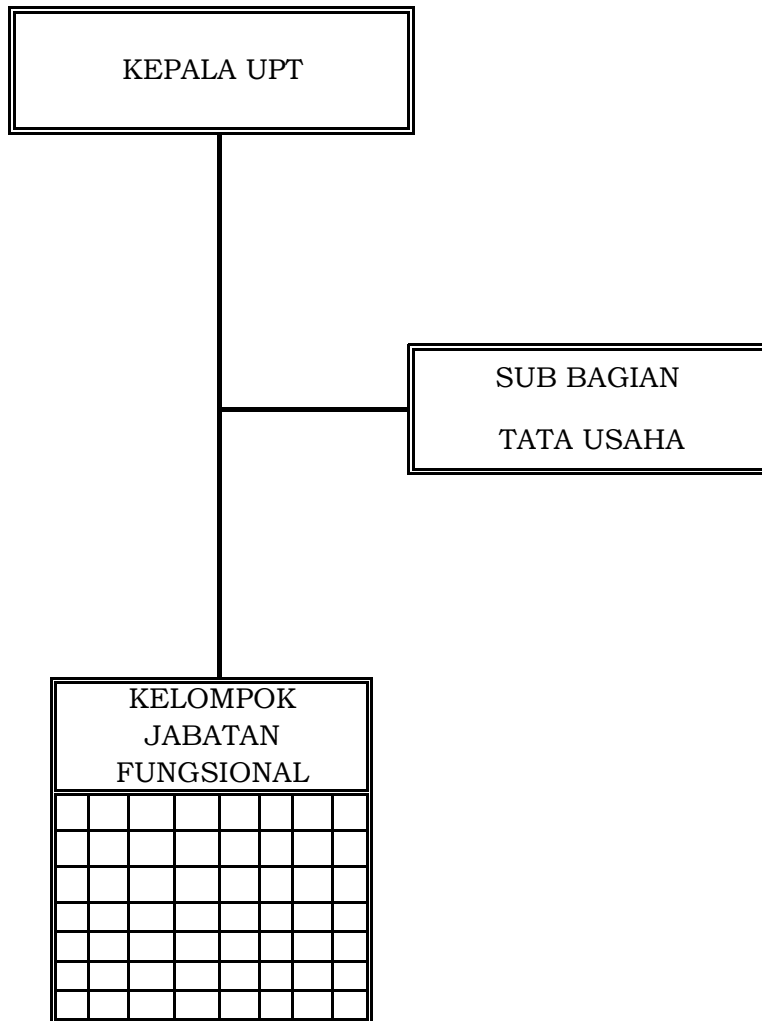 KEPALA UPT
SUB BAGIAN
TATA USAHA
KELOMPOK
JABATAN
FUNGSIONAL